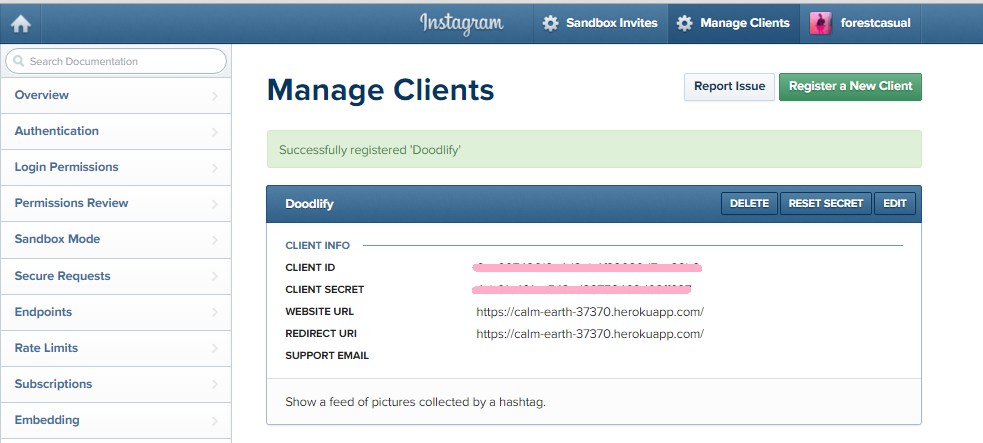 Instagram
Sandbox Invites
Manage Clients
forestcasual
Search Documentation
Overview
Authentication
Login Permissions
Permissions Review
Sandbox Mode
Secure Requests
Endpoints
Rate Limits
Subscriptions
Embedding
Manage Clients
Report Issue
Register a New Client
Successfully registered 'Doodlify'
Doodlify
DELETE
RESET SECRET
EDIT
CLIENT INFO
CLIENT ID
CLIENT SECRET
WEBSITE URL https://calm-earth-37370.herokuapp.com/
REDIRECT URI https://calm-earth-37370.herokuapp.com/
SUPPORT EMAIL
Show a feed of pictures collected by a hashtag.